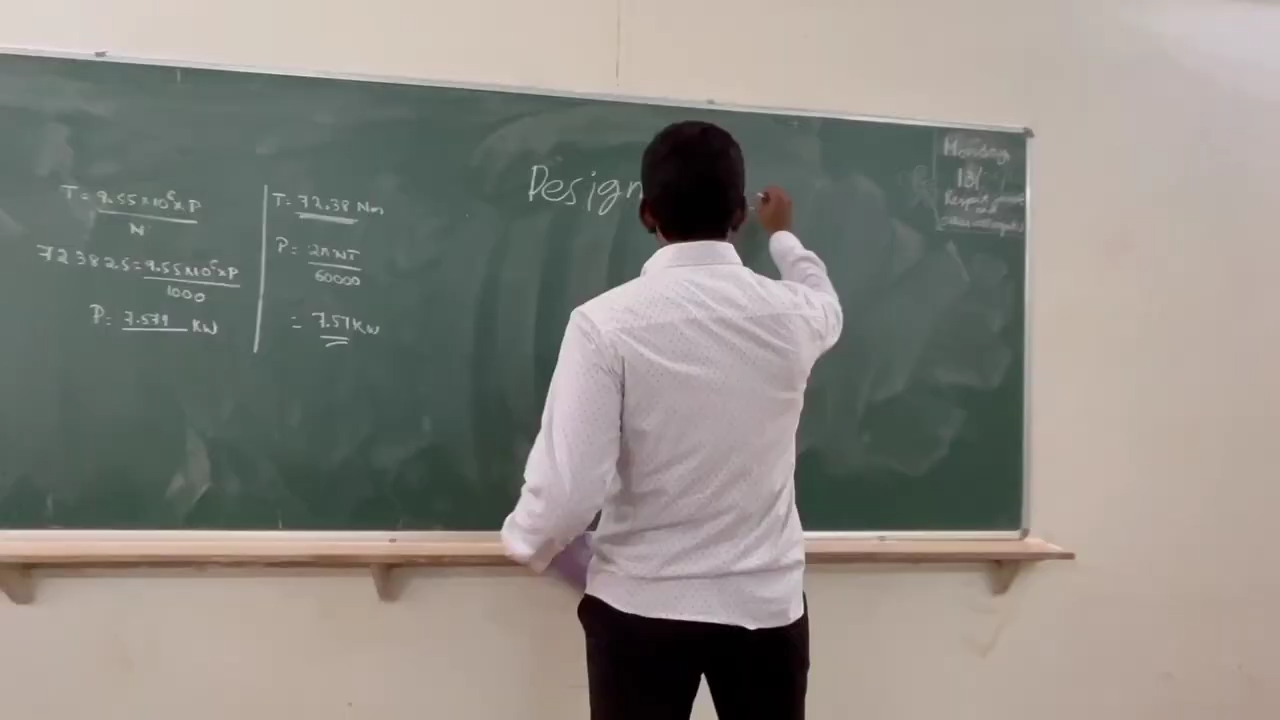 T = 9.55×10⁶×P
N
72382.5 = 9.55×10⁶×P
1000
P = 7.579 KW
T = 72.38 Nm
P = 2πNT
60000
= 7.57 KW
Design
Monday
13/